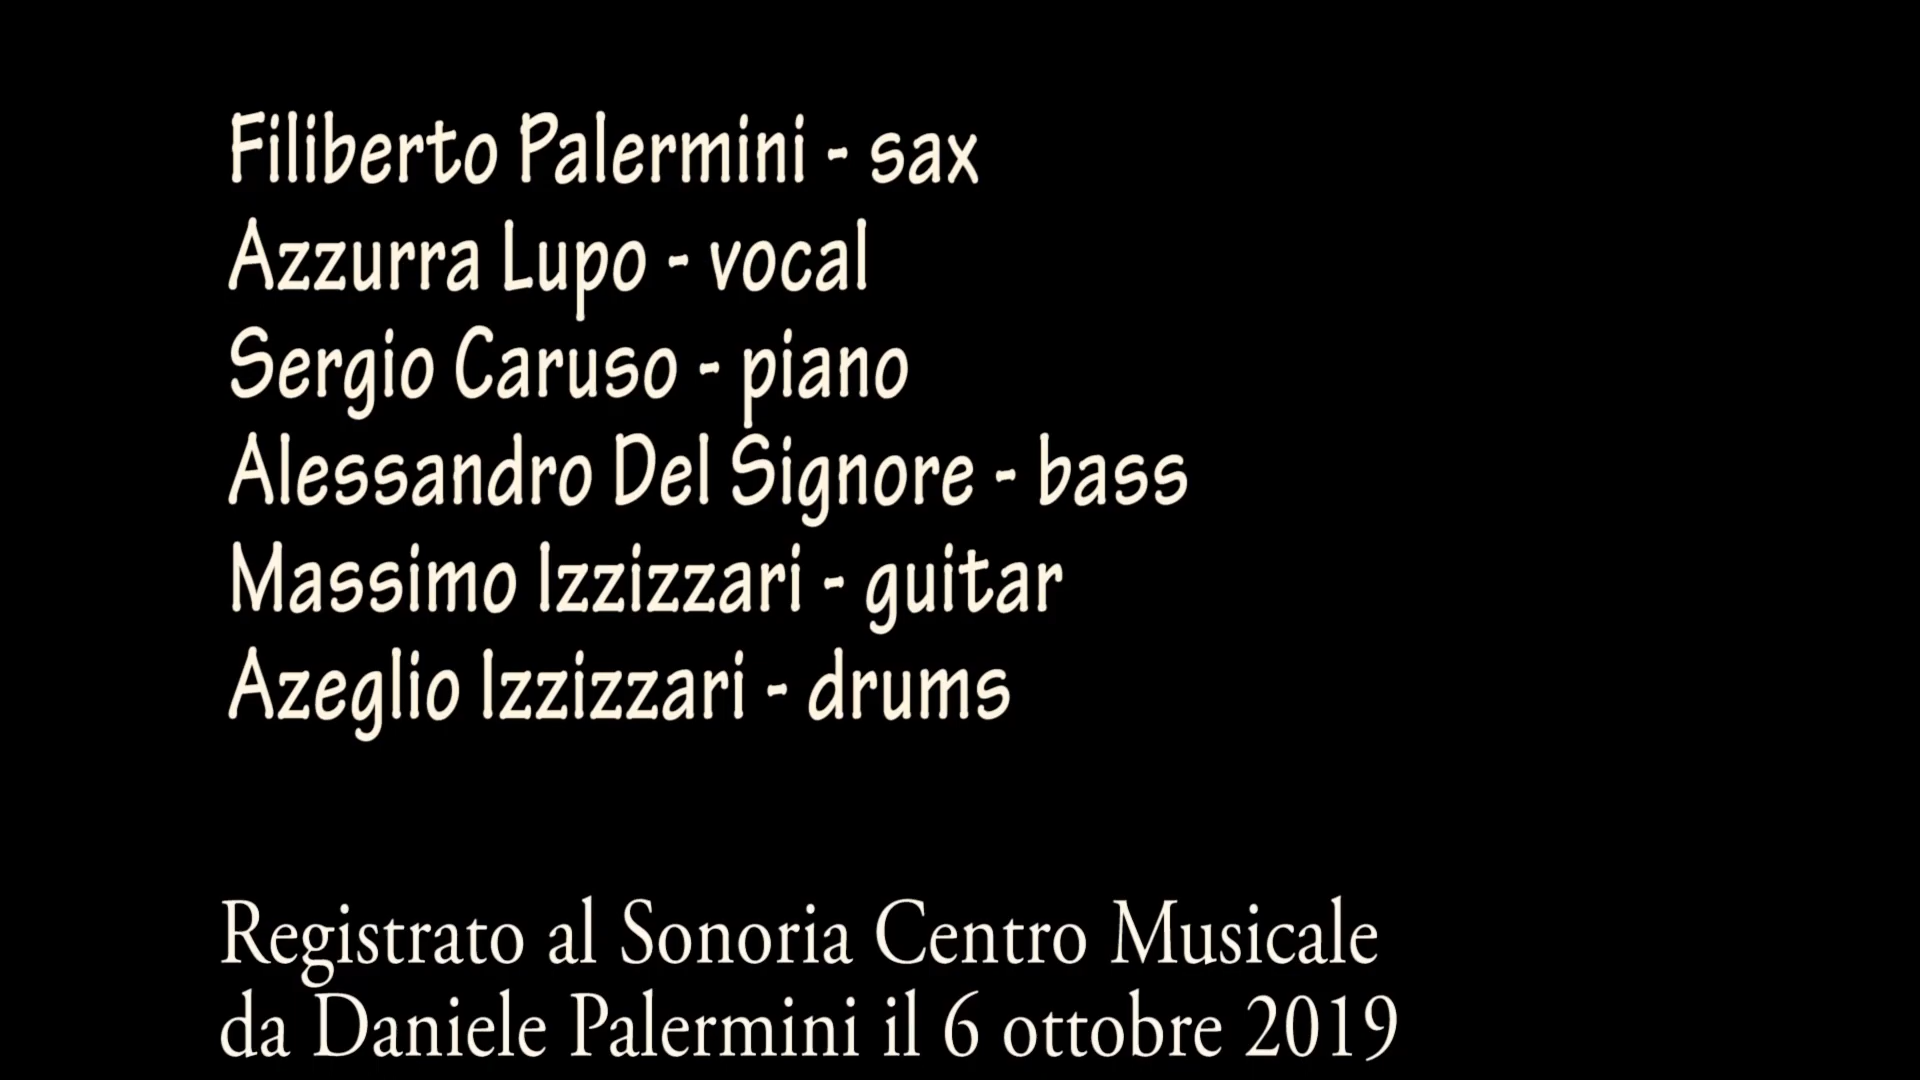 Filiberto Palermini - sax
Azzurra Lupo - vocal
Sergio Caruso - piano
Alessandro Del Signore - bass
Massimo Izzizzari - guitar
Azeglio Izzizzari - drums
Registrato al Sonoria Centro Musicale
da Daniele Palermini il 6 ottobre 2019